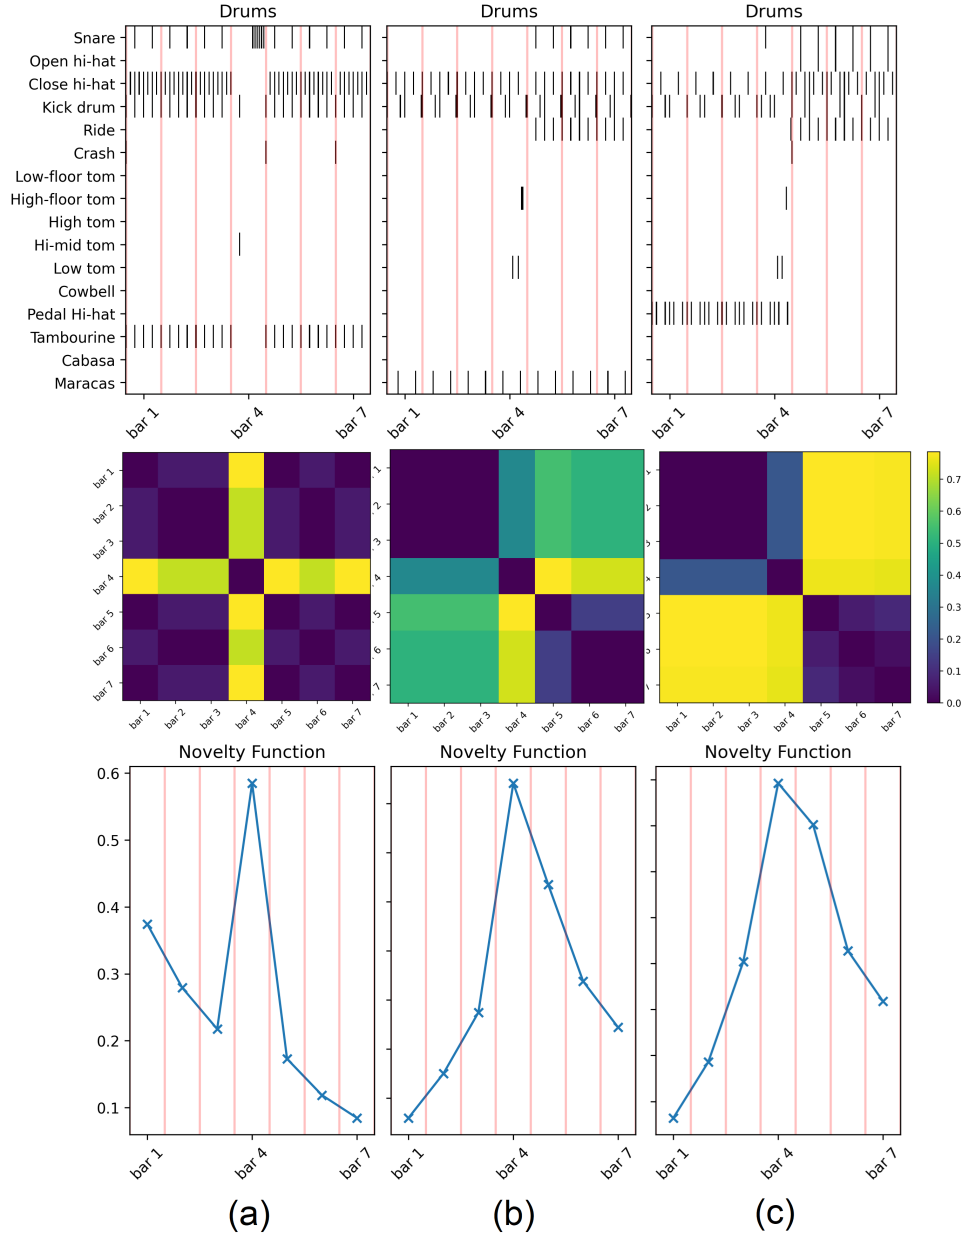 Drums Drums Drums
Snare
Open hi-hat
Close hi-hat
Kick drum
Ride
Crash
Low-floor tom
High-floor tom
High tom
Hi-mid tom
Low tom
Cowbell
Pedal Hi-hat
Tambourine
Cabasa
Maracas
bar 1 bar 4 bar 7 bar 1 bar 4 bar 7 bar 1 bar 4 bar 7
bar 1
bar 2
bar 3
bar 4
bar 5
bar 6
bar 7
. 1
. 2
. 3
. 4
. 5
. 6
. 7
0.7
0.6
0.5
0.4
0.3
0.2
0.1
0.0
bar 1 bar 2 bar 3 bar 4 bar 5 bar 6 bar 7 bar 1 bar 2 bar 3 bar 4 bar 5 bar 6 bar 7 bar 1 bar 2 bar 3 bar 4 bar 5 bar 6 bar 7
Novelty Function Novelty Function Novelty Function
0.6
0.5
0.4
0.3
0.2
0.1
bar 1 bar 4 bar 7 bar 1 bar 4 bar 7 bar 1 bar 4 bar 7
(a) (b) (c)